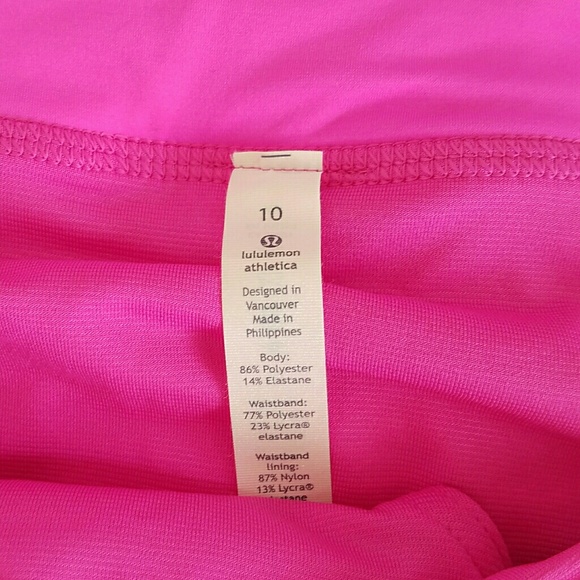 10
lululemon
athletica
Designed in
Vancouver
Made in
Philippines
Body:
86% Polyester
14% Elastane
Waistband:
77% Polyester
23% Lycra®
elastane
Waistband
lining:
87% Nylon
13% Lycra®
elastane